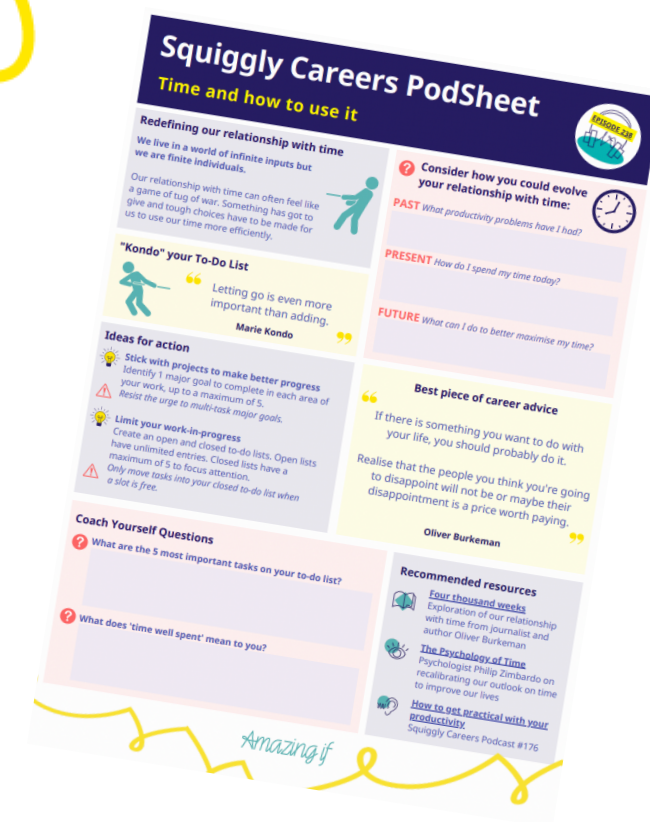 Squiggly Careers PodSheet
Time and how to use it
EPISODE 238
Redefining our relationship with time
We live in a world of infinite inputs but
we are finite individuals.
Our relationship with time can often feel like
a game of tug of war. Something has got to
give and tough choices have to be made for
us to use our time more efficiently.
"Kondo" your To-Do List
Letting go is even more
important than adding.
Marie Kondo
Ideas for action
Stick with projects to make better progress
Identify 1 major goal to complete in each area of
your work, up to a maximum of 5.
Resist the urge to multi-task major goals.
Limit your work-in-progress
Create an open and closed to-do lists. Open lists
have unlimited entries. Closed lists have a
maximum of 5 to focus attention.
Only move tasks into your closed to-do list when
a slot is free.
Consider how you could evolve
your relationship with time:
PAST What productivity problems have I had?
PRESENT How do I spend my time today?
FUTURE What can I do to better maximise my time?
Best piece of career advice
If there is something you want to do with
your life, you should probably do it.
Realise that the people you think you're going
to disappoint will not be or maybe their
disappointment is a price worth paying.
Oliver Burkeman
Coach Yourself Questions
What are the 5 most important tasks on your to-do list?
What does 'time well spent' mean to you?
Recommended resources
Four thousand weeks
Exploration of our relationship
with time from journalist and
author Oliver Burkeman
The Psychology of Time
Psychologist Philip Zimbardo on
recalibrating our outlook on time
to improve our lives
How to get practical with your
productivity
Squiggly Careers Podcast #176
Amazing if